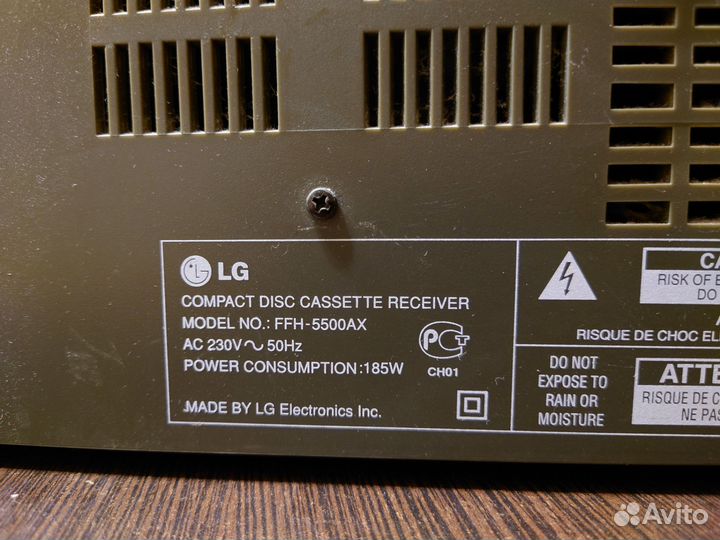 LG
COMPACT DISC CASSETTE RECEIVER
MODEL NO.: FFH-5500AX
AC 230V ~ 50Hz
POWER CONSUMPTION:185W
PCT
CH01
MADE BY LG Electronics Inc.
DO NOT
EXPOSE TO
RAIN OR
MOISTURE
RISK OF
DO
RISQUE DE CHOC
RISQUE DE
NE PAS
Avito